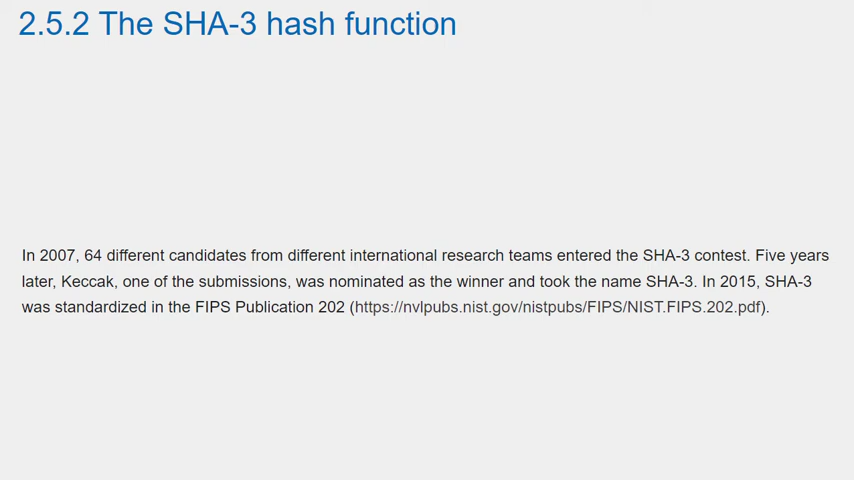 2.5.2 The SHA-3 hash function
In 2007, 64 different candidates from different international research teams entered the SHA-3 contest. Five years
later, Keccak, one of the submissions, was nominated as the winner and took the name SHA-3. In 2015, SHA-3
was standardized in the FIPS Publication 202 (https://nvlpubs.nist.gov/nistpubs/FIPS/NIST.FIPS.202.pdf).